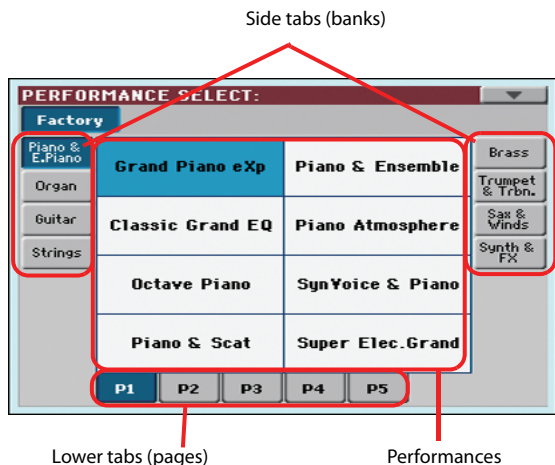 Side tabs (banks)
PERFORMANCE SELECT:
Factory
Piano &
E.Piano
Organ
Guitar
Strings
Grand Piano eXp
Piano & Ensemble
Classic Grand EQ
Piano Atmosphere
Octave Piano
SynVoice & Piano
Piano & Scat
Super Elec.Grand
Brass
Trumpet
& Trbn.
Sax &
Winds
Synth &
FX
P1
P2
P3
P4
P5
Lower tabs (pages)
Performances